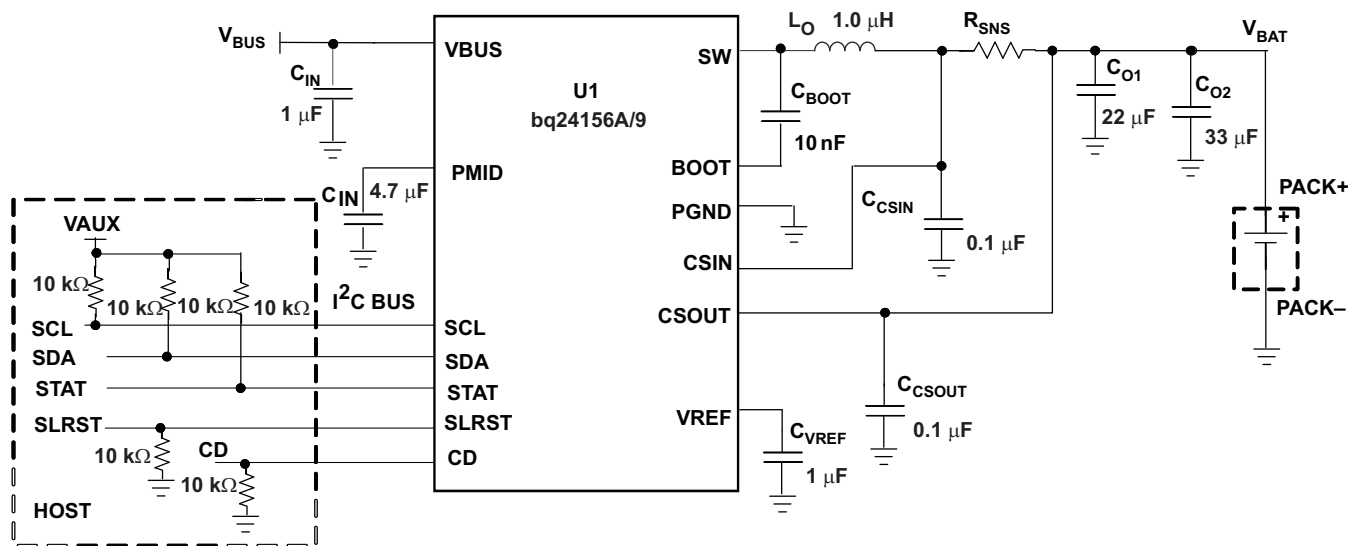 V_BUS
C_IN
1 μF
VBUS
U1
bq24156A/9
SW
L_O 1.0 μH
R_SNS
V_BAT
C_BOOT
10 nF
BOOT
C_O1
22 μF
C_O2
33 μF
PMID
C_IN 4.7 μF
PGND
C_CSIN
0.1 μF
CSIN
PACK+
+
PACK–
VAUX
10 kΩ
10 kΩ
10 kΩ
I²C BUS
SCL
SCL
SDA
SDA
STAT
STAT
SLRST
SLRST
CD
CD
10 kΩ
10 kΩ
HOST
CSOUT
C_CSOUT
0.1 μF
VREF
C_VREF
1 μF